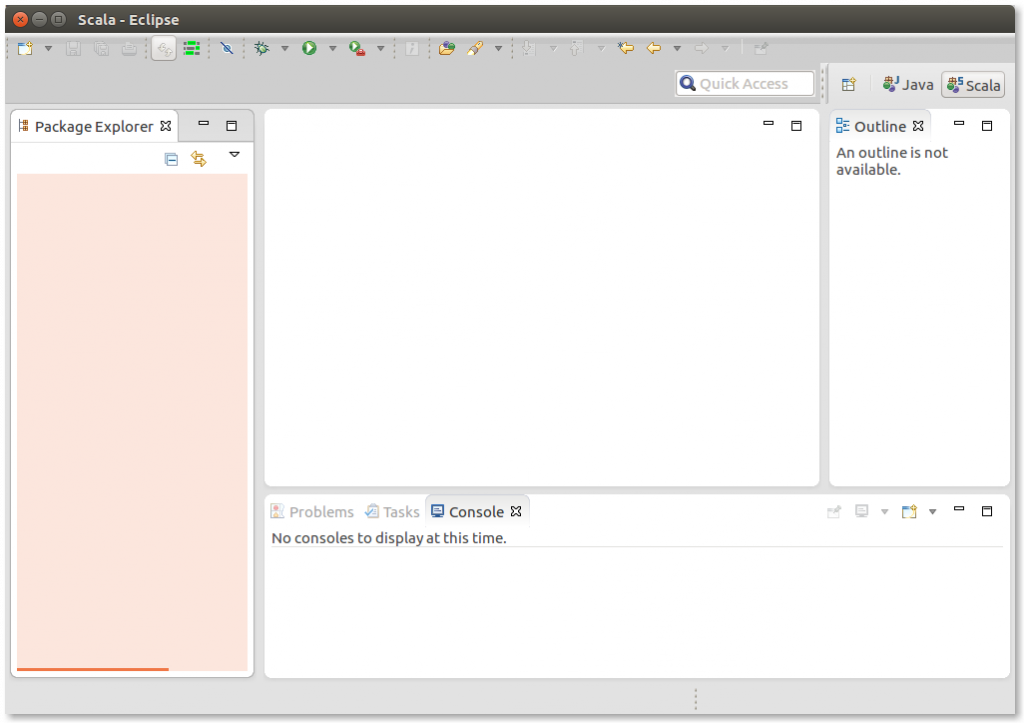 Scala - Eclipse
Quick Access
Java
Scala
Package Explorer
Outline
An outline is not
available.
Problems
Tasks
Console
No consoles to display at this time.